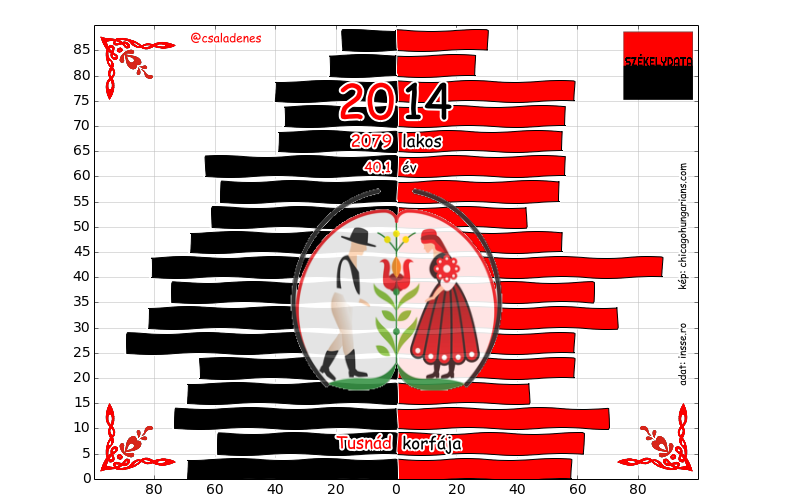 @csaladenes
SZÉKELYDATA
2014
2079 lakos
40.1 év
kép: chicagohungarians.com
adat: insse.ro
Tusnád korfája
85
80
75
70
65
60
55
50
45
40
35
30
25
20
15
10
5
0
80 60 40 20 0 20 40 60 80